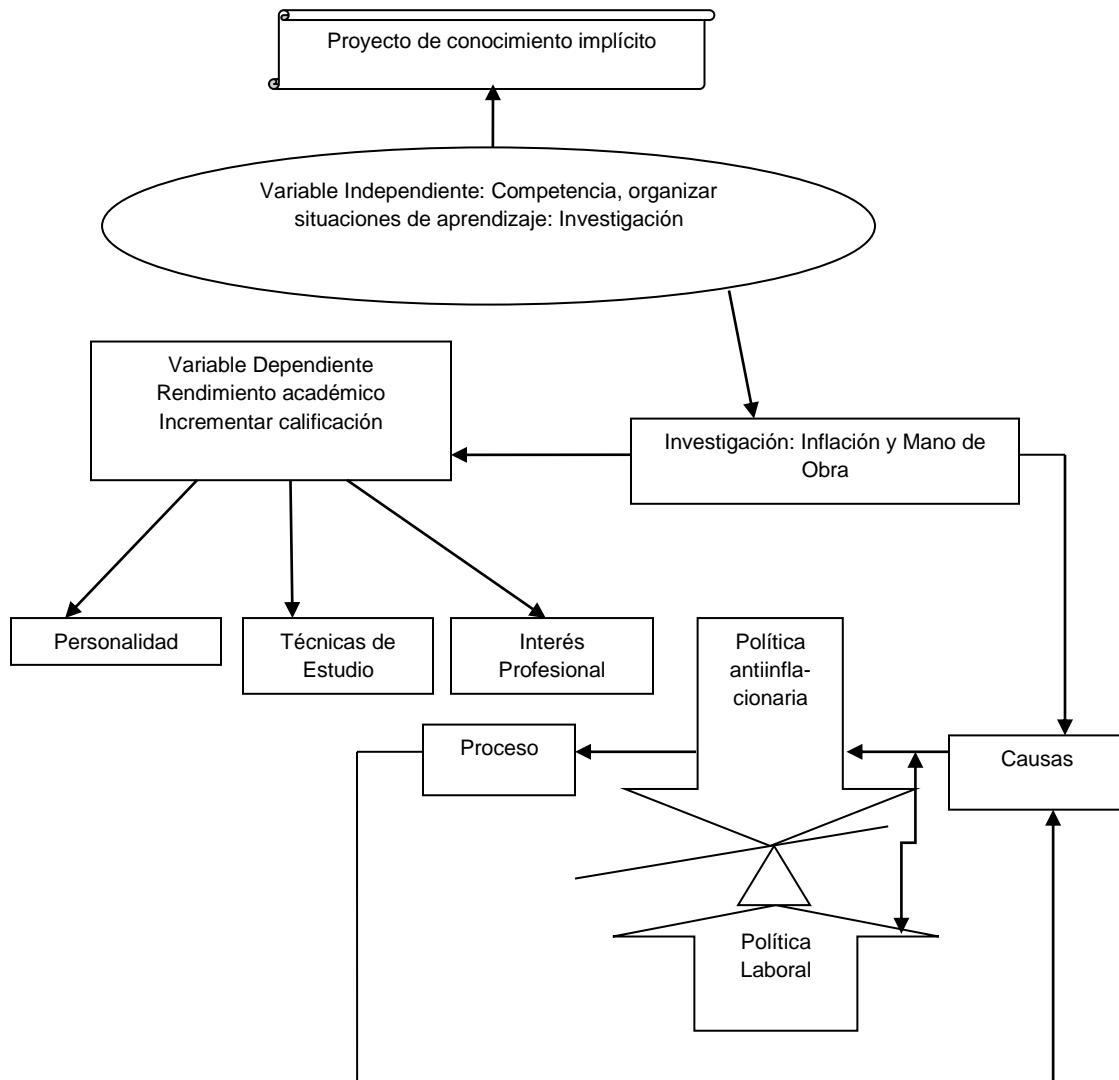 Proyecto de conocimiento implícito
Variable Independiente: Competencia, organizar
situaciones de aprendizaje: Investigación
Variable Dependiente
Rendimiento académico
Incrementar calificación
Investigación: Inflación y Mano de
Obra
Personalidad
Técnicas de
Estudio
Interés
Profesional
Política
antiinfla-
cionaria
Proceso
Causas
Política
Laboral